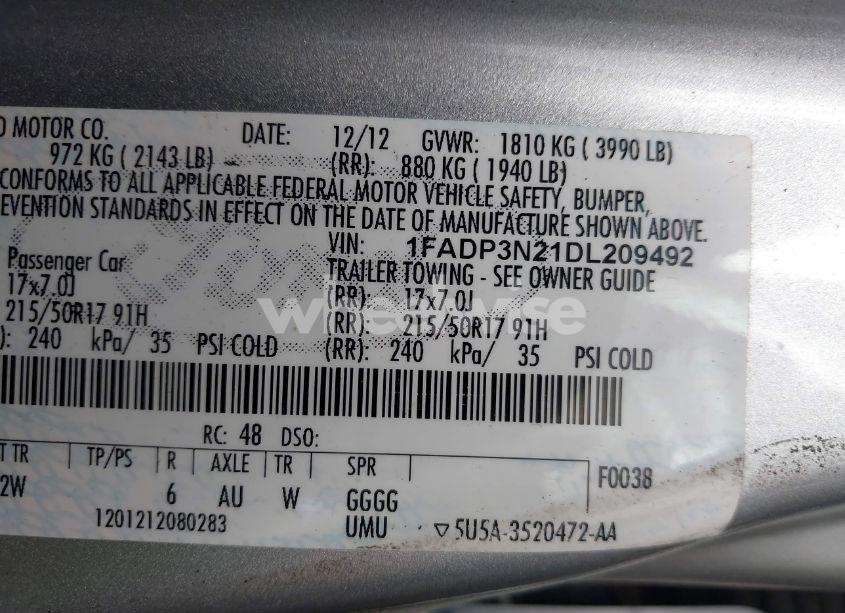 MOTOR CO. DATE: 12/12 GVWR: 1810 KG ( 3990 LB)
972 KG ( 2143 LB) (RR): 880 KG ( 1940 LB)
CONFORMS TO ALL APPLICABLE FEDERAL MOTOR VEHICLE SAFETY, BUMPER,
EVENTION STANDARDS IN EFFECT ON THE DATE OF MANUFACTURE SHOWN ABOVE.
VIN: 1FADP3N21DL209492
Passenger Car TRAILER TOWING - SEE OWNER GUIDE
17x7.0J (RR): 17x7.0J
215/50R17 91H (RR): 215/50R17 91H
): 240 kPa/ 35 PSI COLD (RR): 240 kPa/ 35 PSI COLD
RC: 48 DSO:
T TR TP/PS R AXLE TR SPR F0038
2W 6 AU W GGGG
1201212080283 UMU ▽5U5A-3520472-AA